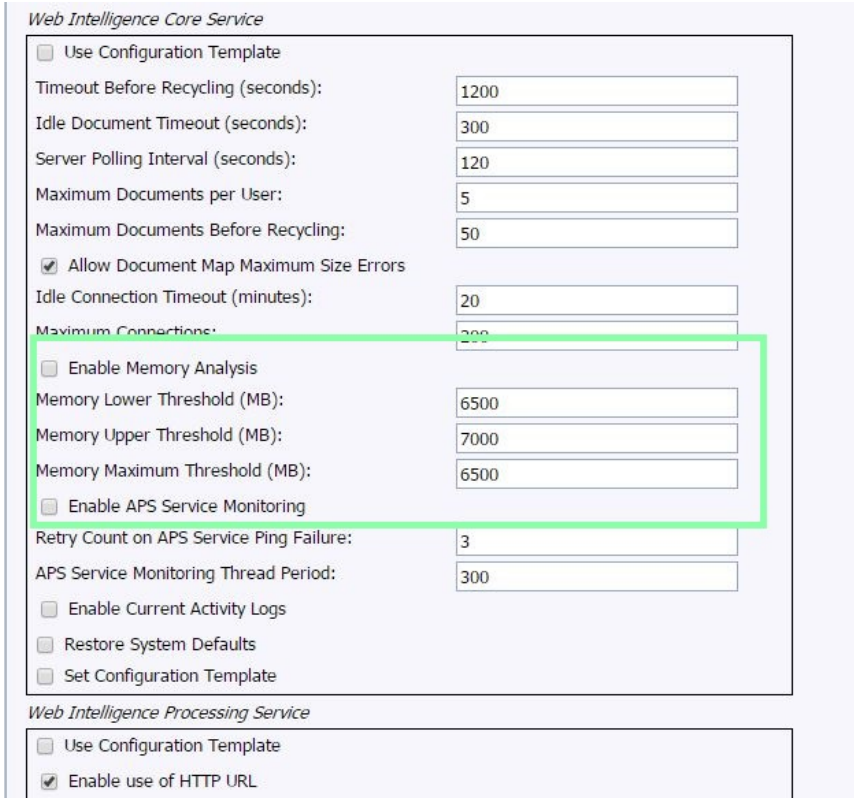 Web Intelligence Core Service
Use Configuration Template
Timeout Before Recycling (seconds): 1200
Idle Document Timeout (seconds): 300
Server Polling Interval (seconds): 120
Maximum Documents per User: 5
Maximum Documents Before Recycling: 50
Allow Document Map Maximum Size Errors
Idle Connection Timeout (minutes): 20
Maximum Connections: 200
Enable Memory Analysis
Memory Lower Threshold (MB): 6500
Memory Upper Threshold (MB): 7000
Memory Maximum Threshold (MB): 6500
Enable APS Service Monitoring
Retry Count on APS Service Ping Failure: 3
APS Service Monitoring Thread Period: 300
Enable Current Activity Logs
Restore System Defaults
Set Configuration Template
Web Intelligence Processing Service
Use Configuration Template
Enable use of HTTP URL